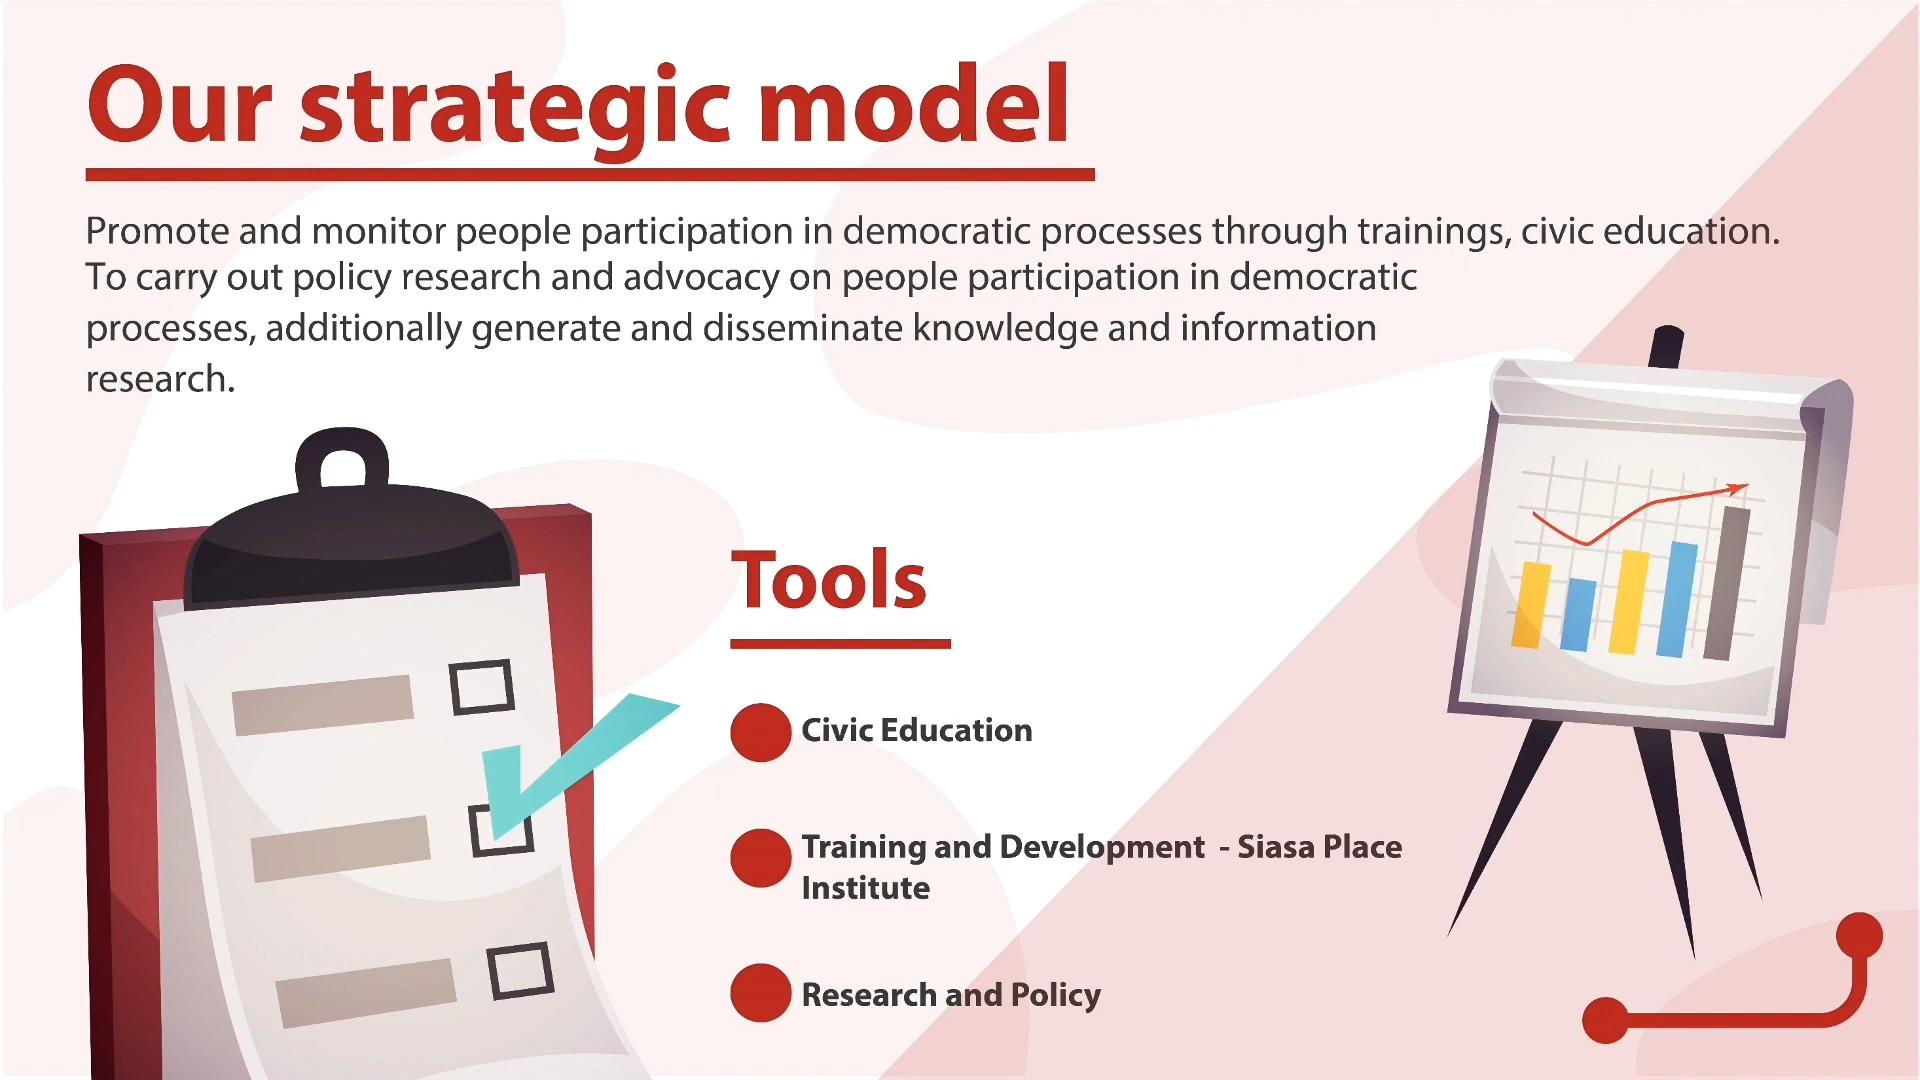 Our strategic model
Promote and monitor people participation in democratic processes through trainings, civic education.
To carry out policy research and advocacy on people participation in democratic
processes, additionally generate and disseminate knowledge and information
research.
Tools
Civic Education
Training and Development - Siasa Place
Institute
Research and Policy